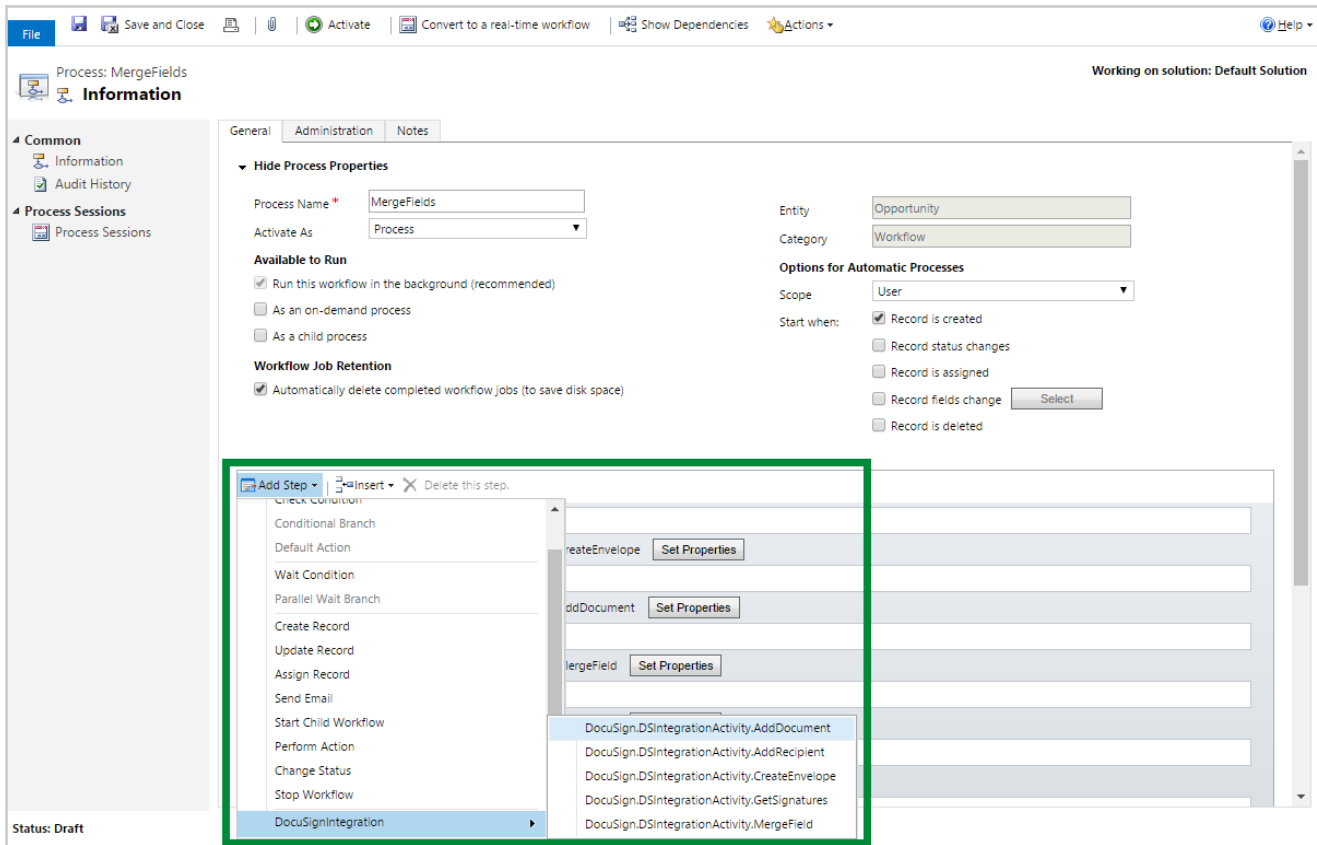 File
Save and Close
Activate
Convert to a real-time workflow
Show Dependencies
Actions
Help
Process: MergeFields
Information
Working on solution: Default Solution
Common
Information
Audit History
Process Sessions
Process Sessions
General Administration Notes
Hide Process Properties
Process Name *
MergeFields
Activate As
Process
Available to Run
Run this workflow in the background (recommended)
As an on-demand process
As a child process
Workflow Job Retention
Automatically delete completed workflow jobs (to save disk space)
Entity
Opportunity
Category
Workflow
Options for Automatic Processes
Scope
User
Start when:
Record is created
Record status changes
Record is assigned
Record fields change
Select
Record is deleted
Add Step
Insert
Delete this step.
Check Condition
Conditional Branch
Default Action
Wait Condition
Parallel Wait Branch
Create Record
Update Record
Assign Record
Send Email
Start Child Workflow
Perform Action
Change Status
Stop Workflow
DocuSignIntegration
reateEnvelope
Set Properties
ddDocument
Set Properties
lergeField
Set Properties
DocuSign.DSIntegrationActivity.AddDocument
DocuSign.DSIntegrationActivity.AddRecipient
DocuSign.DSIntegrationActivity.CreateEnvelope
DocuSign.DSIntegrationActivity.GetSignatures
DocuSign.DSIntegrationActivity.MergeField
Status: Draft